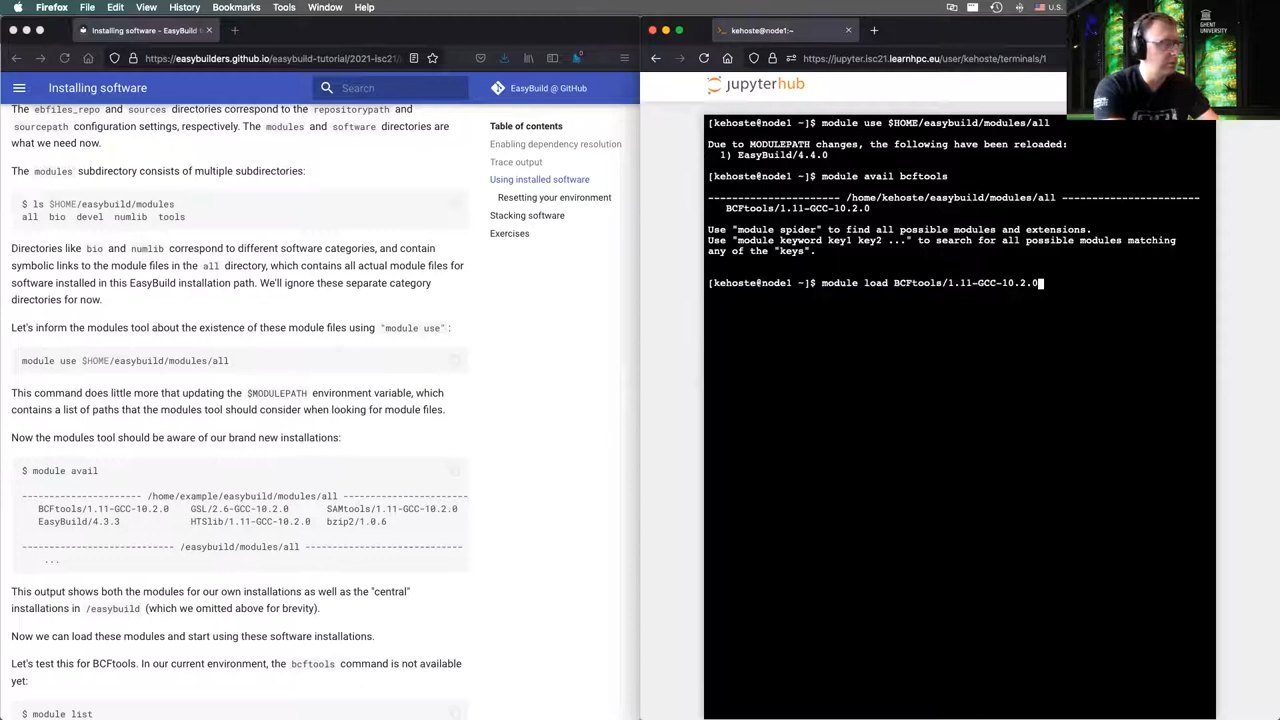 Firefox File Edit View History Bookmarks Tools Window Help
U.S.
Installing software - EasyBuild t
https://easybuilders.github.io/easybuild-tutorial/2021-isc21/
Installing software
Search
EasyBuild @ GitHub
The ebfiles_repo and sources directories correspond to the repositorypath and
sourcepath configuration settings, respectively. The modules and software directories are
what we need now.
The modules subdirectory consists of multiple subdirectories:
$ ls $HOME/easybuild/modules
all bio devel numlib tools
Directories like bio and numlib correspond to different software categories, and contain
symbolic links to the module files in the all directory, which contains all actual module files for
software installed in this EasyBuild installation path. We'll ignore these separate category
directories for now.
Let's inform the modules tool about the existence of these module files using "module use":
module use $HOME/easybuild/modules/all
This command does little more that updating the $MODULEPATH environment variable, which
contains a list of paths that the modules tool should consider when looking for module files.
Now the modules tool should be aware of our brand new installations:
$ module avail
---------------------- /home/example/easybuild/modules/all -----------------------
BCFtools/1.11-GCC-10.2.0 GSL/2.6-GCC-10.2.0 SAMtools/1.11-GCC-10.2.0
EasyBuild/4.3.3 HTSlib/1.11-GCC-10.2.0 bzip2/1.0.6
---------------------------- /easybuild/modules/all -----------------------------
...
This output shows both the modules for our own installations as well as the "central"
installations in /easybuild (which we omitted above for brevity).
Now we can load these modules and start using these software installations.
Let's test this for BCFtools. In our current environment, the bcftools command is not available
yet:
$ module list
Table of contents
Enabling dependency resolution
Trace output
Using installed software
Resetting your environment
Stacking software
Exercises
kehoste@node1:~
https://jupyter.isc21.learnhpc.eu/user/kehoste/terminals/1
jupyterhub
GHENT
UNIVERSITY
[kehoste@node1 ~]$ module use $HOME/easybuild/modules/all
Due to MODULEPATH changes, the following have been reloaded:
1) EasyBuild/4.4.0
[kehoste@node1 ~]$ module avail bcftools
----------------------- /home/kehoste/easybuild/modules/all -----------------------
BCFtools/1.11-GCC-10.2.0
Use "module spider" to find all possible modules and extensions.
Use "module keyword key1 key2 ..." to search for all possible modules matching
any of the "keys".
[kehoste@node1 ~]$ module load BCFtools/1.11-GCC-10.2.0